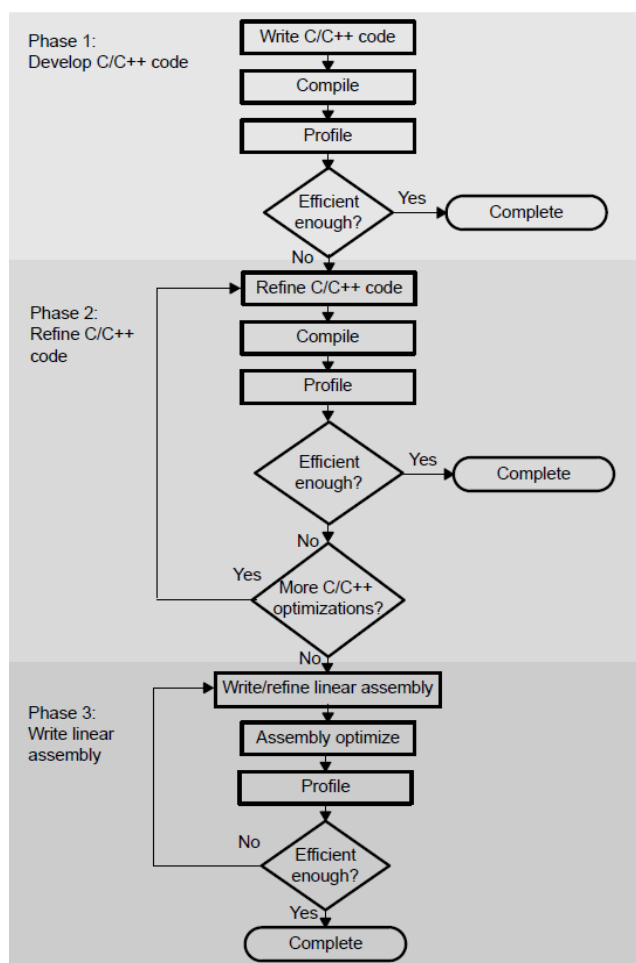 Phase 1:
Develop C/C++ code
Write C/C++ code
Compile
Profile
Efficient
enough?
Yes
Complete
No
Phase 2:
Refine C/C++
code
Refine C/C++ code
Compile
Profile
Efficient
enough?
Yes
Complete
No
Yes
More C/C++
optimizations?
No
Phase 3:
Write linear
assembly
Write/refine linear assembly
Assembly optimize
Profile
No
Efficient
enough?
Yes
Complete